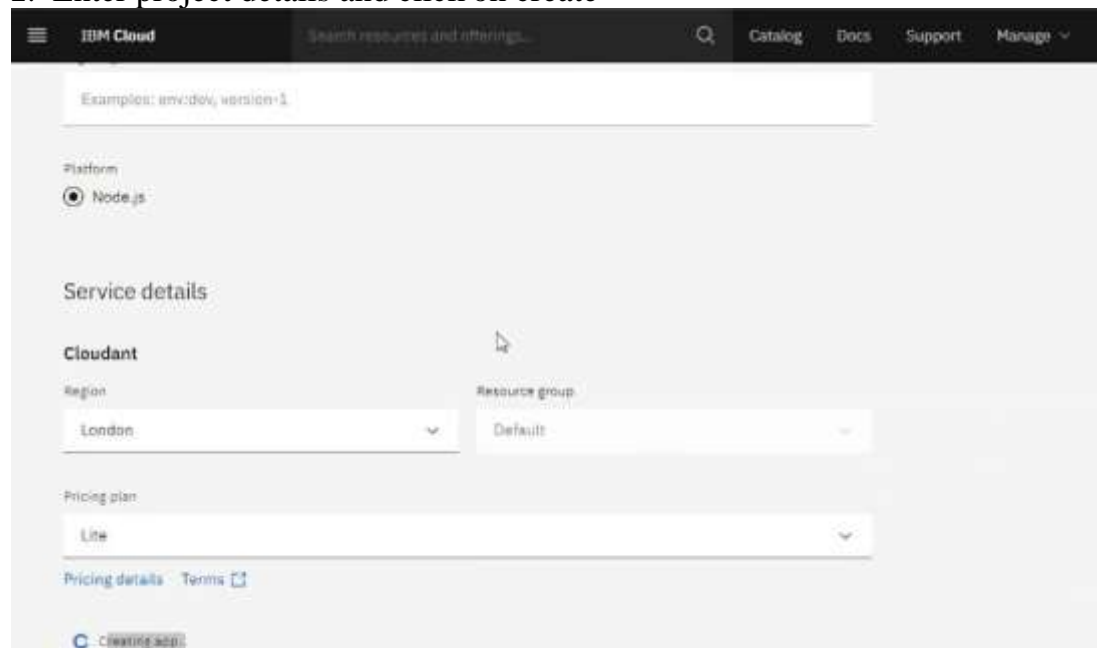 2. Enter project details and click on create
IBM Cloud Search resources and offerings... Catalog Docs Support Manage
Examples: env:dev, version-1
Platform
Node.js
Service details
Cloudant
Region Resource group
London Default
Pricing plan
Lite
Pricing details Terms
Creating app...